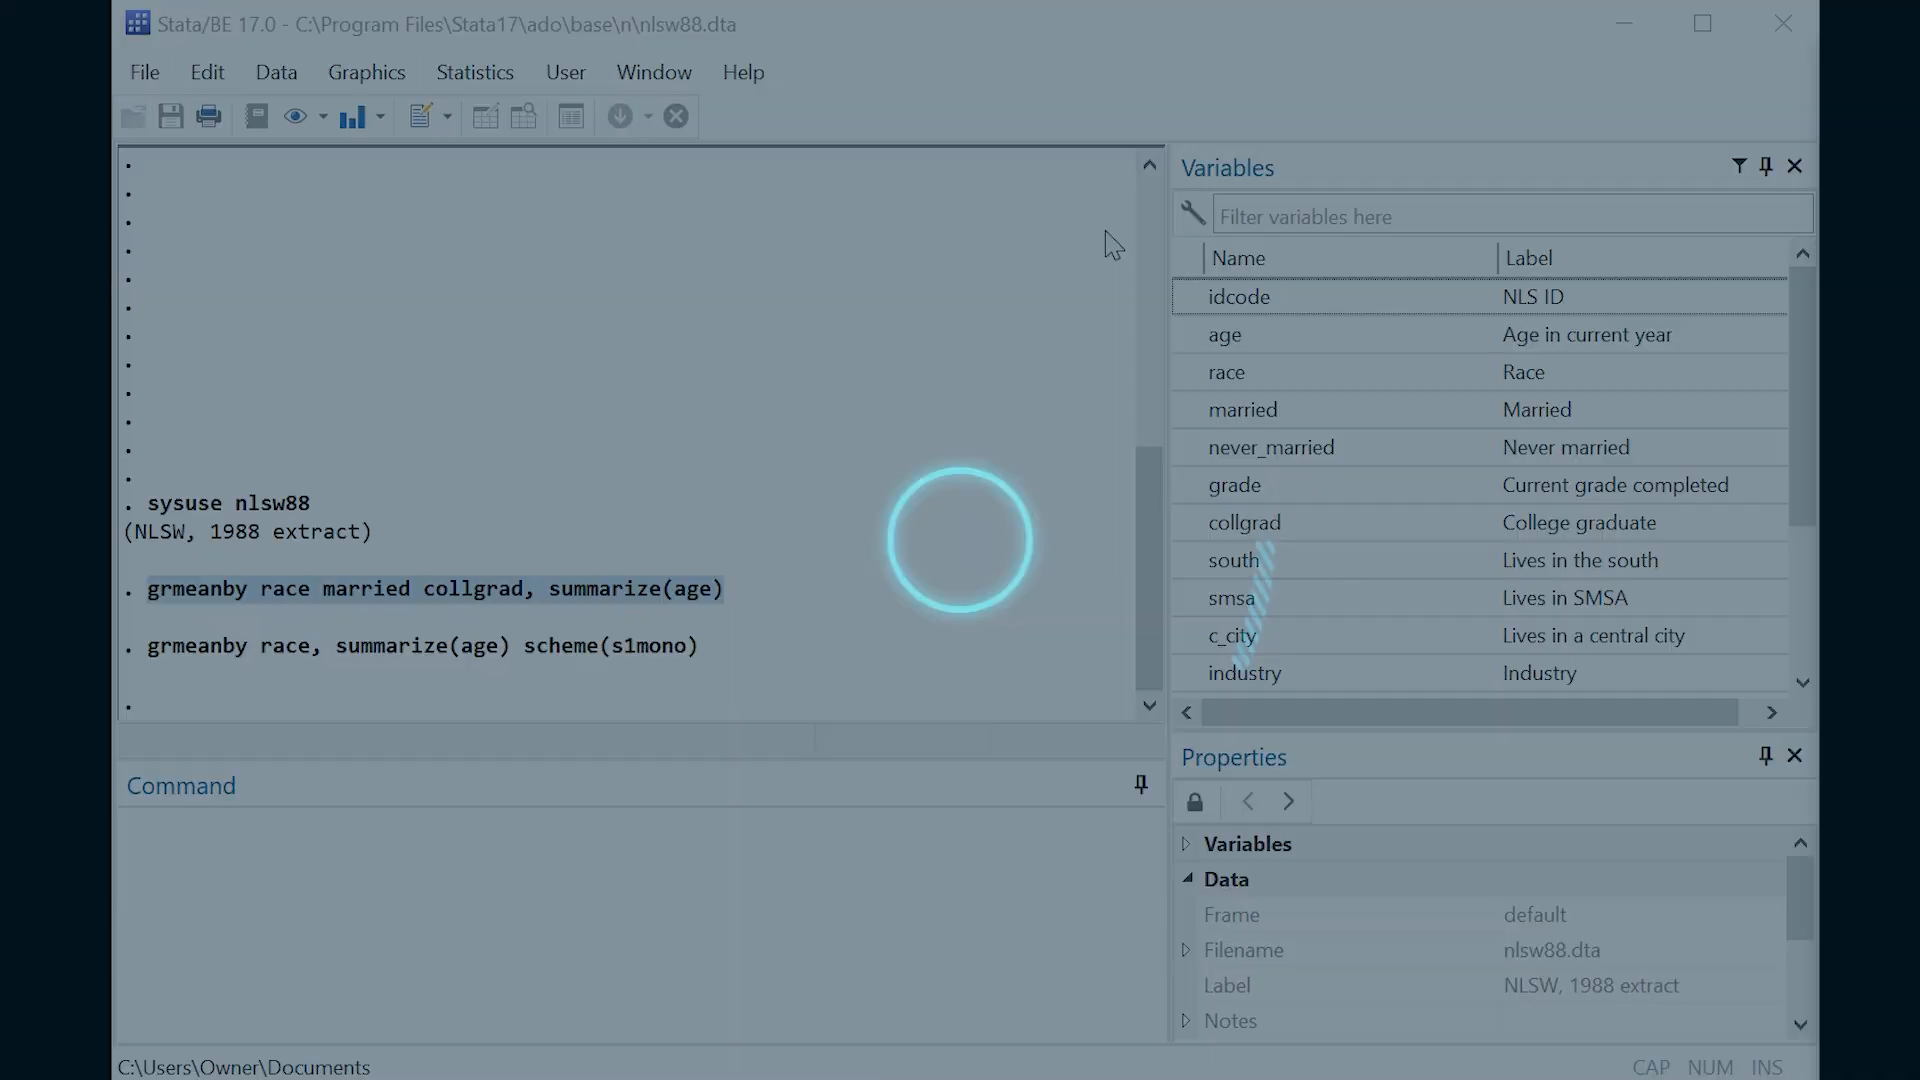 Stata/BE 17.0 - C:\Program Files\Stata17\ado\base\n\nlsw88.dta
File Edit Data Graphics Statistics User Window Help
.
.
.
.
.
.
.
.
.
.
.
.
. sysuse nlsw88
(NLSW, 1988 extract)
. grmeanby race married collgrad, summarize(age)
. grmeanby race, summarize(age) scheme(s1mono)
.
Command
C:\Users\Owner\Documents
Variables
Filter variables here
Name Label
idcode NLS ID
age Age in current year
race Race
married Married
never_married Never married
grade Current grade completed
collgrad College graduate
south Lives in the south
smsa Lives in SMSA
c_city Lives in a central city
industry Industry
Properties
Variables
Data
Frame default
Filename nlsw88.dta
Label NLSW, 1988 extract
Notes
CAP NUM INS